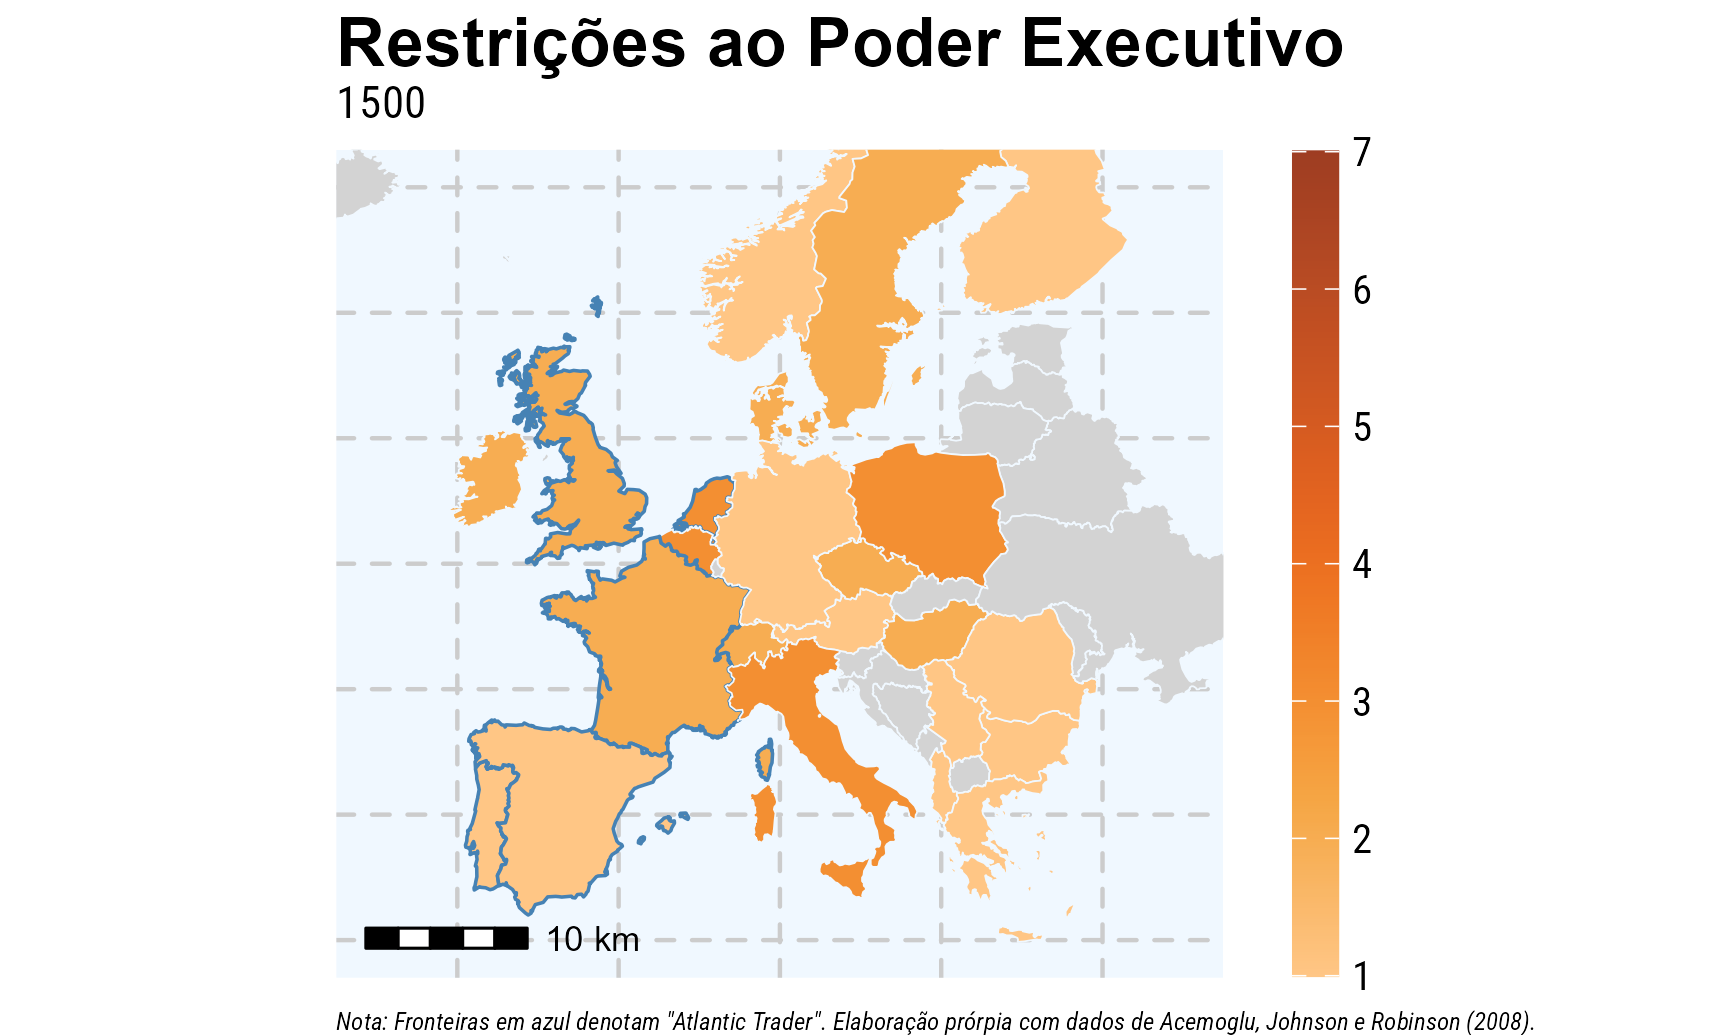 Restrições ao Poder Executivo
1500
7
6
5
4
3
2
1
10 km
Nota: Fronteiras em azul denotam "Atlantic Trader". Elaboração prórpia com dados de Acemoglu, Johnson e Robinson (2008).